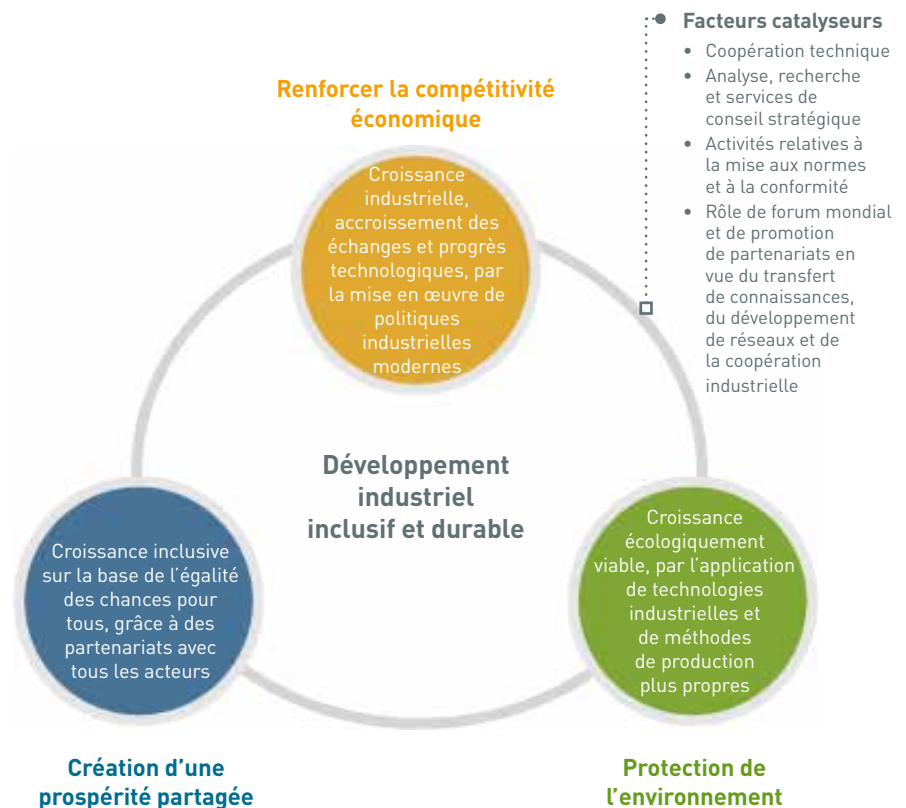 Facteurs catalyseurs
• Coopération technique
• Analyse, recherche
et services de
conseil stratégique
• Activités relatives à
la mise aux normes
et à la conformité
• Rôle de forum mondial
et de promotion
de partenariats en
vue du transfert
de connaissances,
du développement
de réseaux et de
la coopération
industrielle
Renforcer la compétitivité
économique
Croissance
industrielle,
accroissement des
échanges et progrès
technologiques, par
la mise en œuvre de
politiques
industrielles
modernes
Développement
industriel
inclusif et durable
Croissance inclusive
sur la base de l’égalité
des chances pour
tous, grâce à des
partenariats avec
tous les acteurs
Croissance
écologiquement
viable, par l’application
de technologies
industrielles et
de méthodes
de production
plus propres
Création d’une
prospérité partagée
Protection de
l’environnement